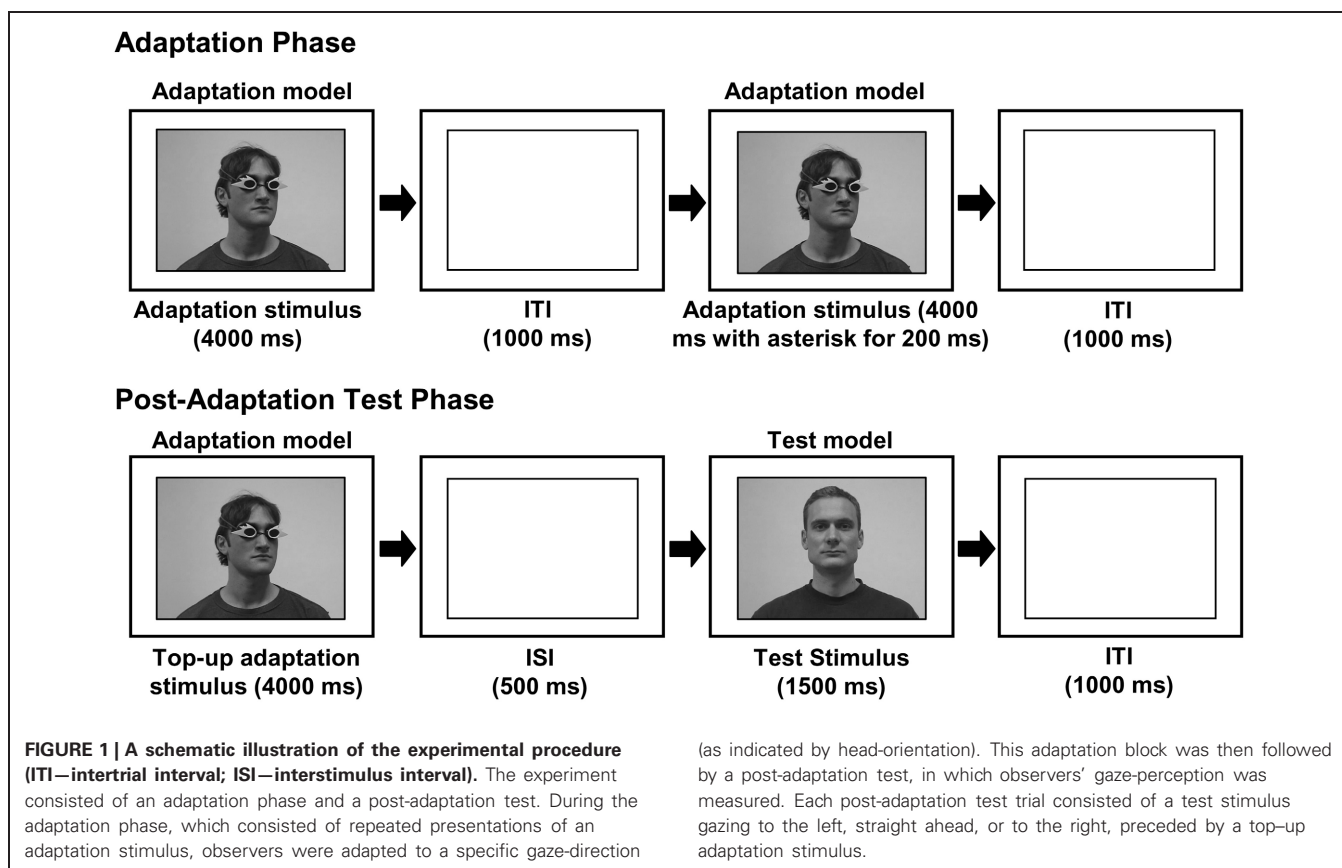 Adaptation Phase
Adaptation model
Adaptation model
Adaptation stimulus
(4000 ms)
ITI
(1000 ms)
Adaptation stimulus (4000
ms with asterisk for 200 ms)
ITI
(1000 ms)
Post-Adaptation Test Phase
Adaptation model
Test model
Top-up adaptation
stimulus (4000 ms)
ISI
(500 ms)
Test Stimulus
(1500 ms)
ITI
(1000 ms)
FIGURE 1 | A schematic illustration of the experimental procedure
(ITI—intertrial interval; ISI—interstimulus interval). The experiment
consisted of an adaptation phase and a post-adaptation test. During the
adaptation phase, which consisted of repeated presentations of an
adaptation stimulus, observers were adapted to a specific gaze-direction
(as indicated by head-orientation). This adaptation block was then followed
by a post-adaptation test, in which observers’ gaze-perception was
measured. Each post-adaptation test trial consisted of a test stimulus
gazing to the left, straight ahead, or to the right, preceded by a top–up
adaptation stimulus.